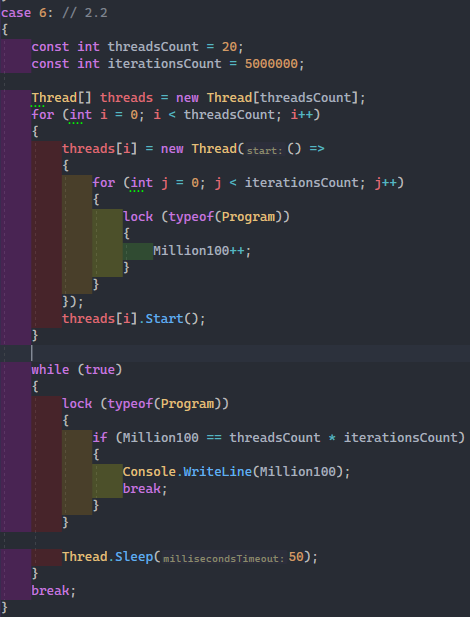 case 6: // 2.2
{
    const int threadsCount = 20;
    const int iterationsCount = 5000000;

    Thread[] threads = new Thread[threadsCount];
    for (int i = 0; i < threadsCount; i++)
    {
        threads[i] = new Thread(start: () =>
        {
            for (int j = 0; j < iterationsCount; j++)
            {
                lock (typeof(Program))
                {
                    Million100++;
                }
            }
        });
        threads[i].Start();
    }

    while (true)
    {
        lock (typeof(Program))
        {
            if (Million100 == threadsCount * iterationsCount)
            {
                Console.WriteLine(Million100);
                break;
            }
        }

        Thread.Sleep(millisecondsTimeout: 50);
    }
    break;
}